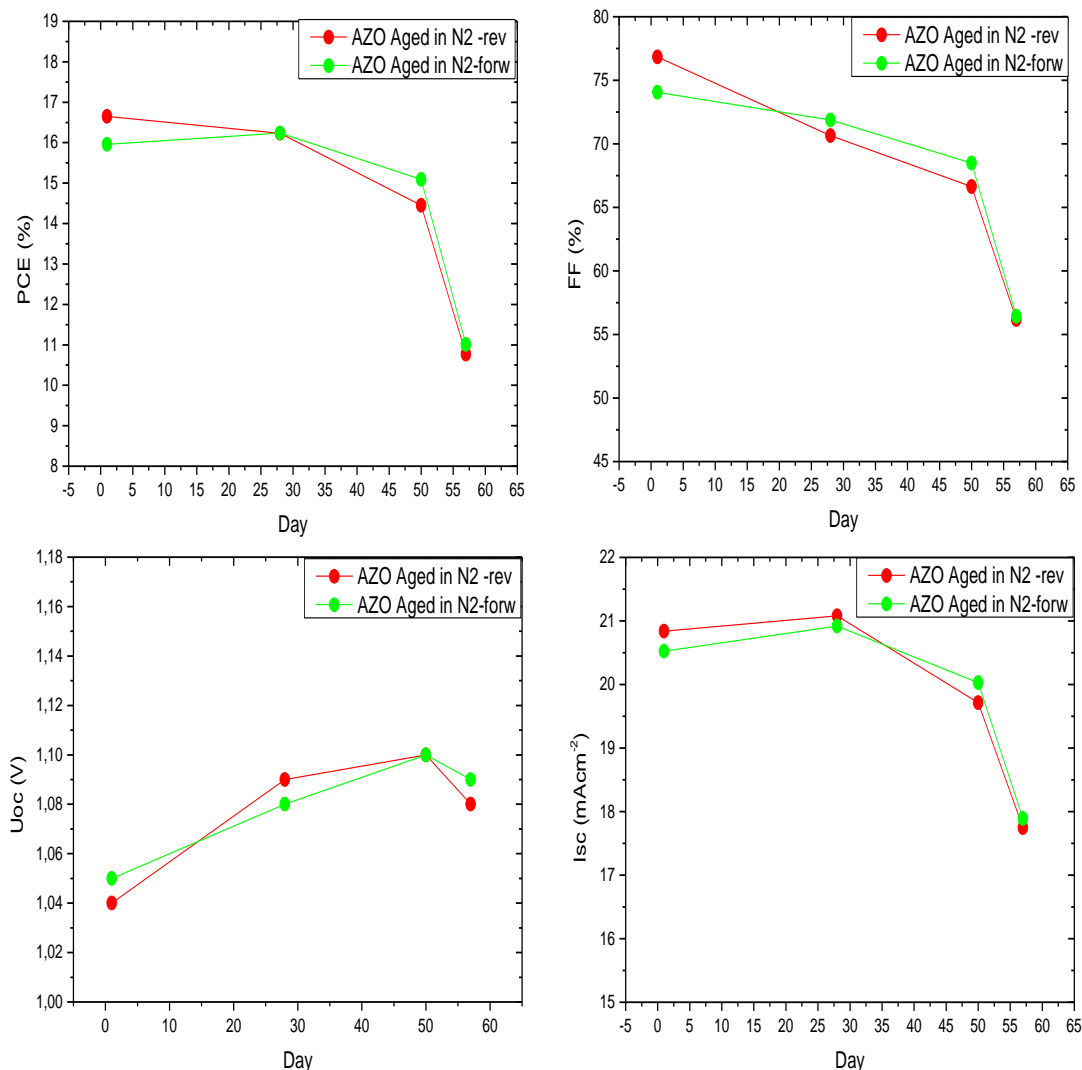 AZO Aged in N2 -rev
AZO Aged in N2-forw
PCE (%)
19
18
17
16
15
14
13
12
11
10
9
8
-5 0 5 10 15 20 25 30 35 40 45 50 55 60 65
Day
AZO Aged in N2 -rev
AZO Aged in N2-forw
FF (%)
80
75
70
65
60
55
50
45
-5 0 5 10 15 20 25 30 35 40 45 50 55 60 65
Day
AZO Aged in N2 -rev
AZO Aged in N2-forw
Uoc (V)
1,18
1,16
1,14
1,12
1,10
1,08
1,06
1,04
1,02
1,00
0 10 20 30 40 50 60
Day
AZO Aged in N2 -rev
AZO Aged in N2-forw
Isc (mAcm⁻²)
22
21
20
19
18
17
16
15
-5 0 5 10 15 20 25 30 35 40 45 50 55 60 65
Day